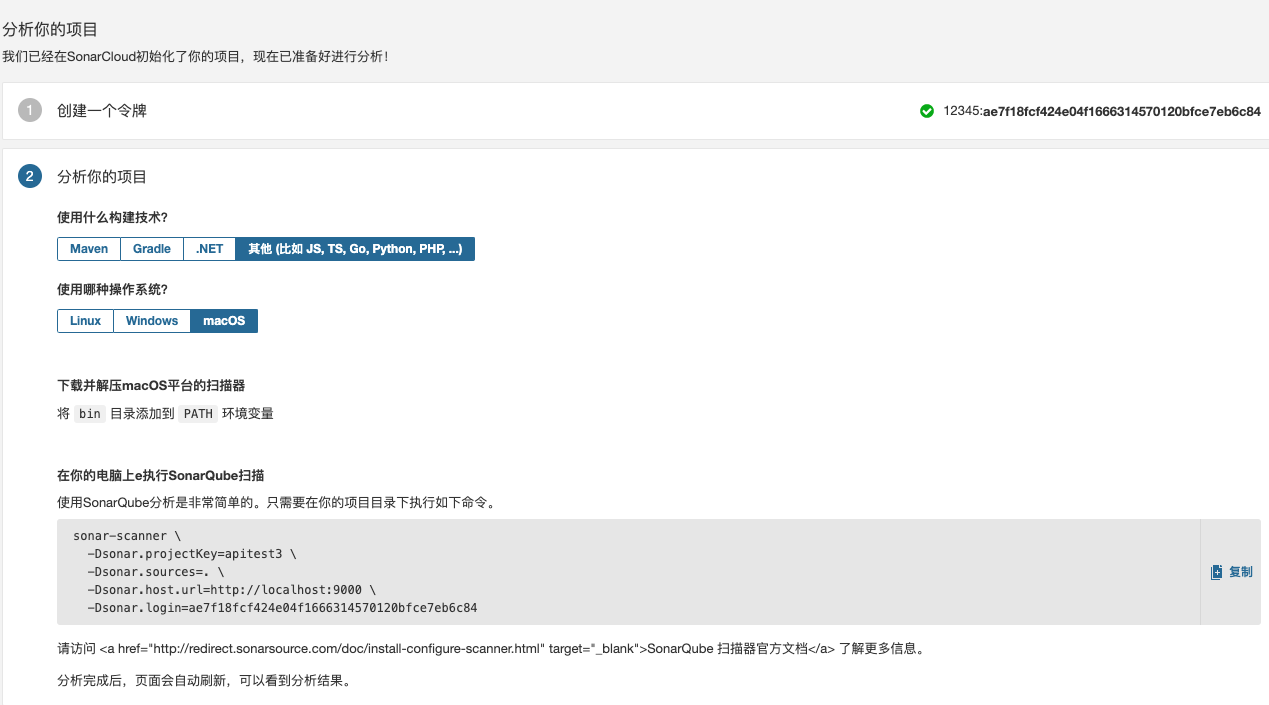 分析你的项目
我们已经在SonarCloud初始化了你的项目，现在已准备好进行分析！
1 创建一个令牌 12345:ae7f18fcf424e04f1666314570120bfce7eb6c84
2 分析你的项目
使用什么构建技术?
Maven Gradle .NET 其他 (比如 JS, TS, Go, Python, PHP, ...)
使用哪种操作系统?
Linux Windows macOS
下载并解压macOS平台的扫描器
将 bin 目录添加到 PATH 环境变量
在你的电脑上e执行SonarQube扫描
使用SonarQube分析是非常简单的。只需要在你的项目目录下执行如下命令。
sonar-scanner \
-Dsonar.projectKey=apitest3 \
-Dsonar.sources=. \
-Dsonar.host.url=http://localhost:9000 \
-Dsonar.login=ae7f18fcf424e04f1666314570120bfce7eb6c84
复制
请访问 <a href="http://redirect.sonarsource.com/doc/install-configure-scanner.html" target="_blank">SonarQube 扫描器官方文档</a> 了解更多信息。
分析完成后，页面会自动刷新，可以看到分析结果。